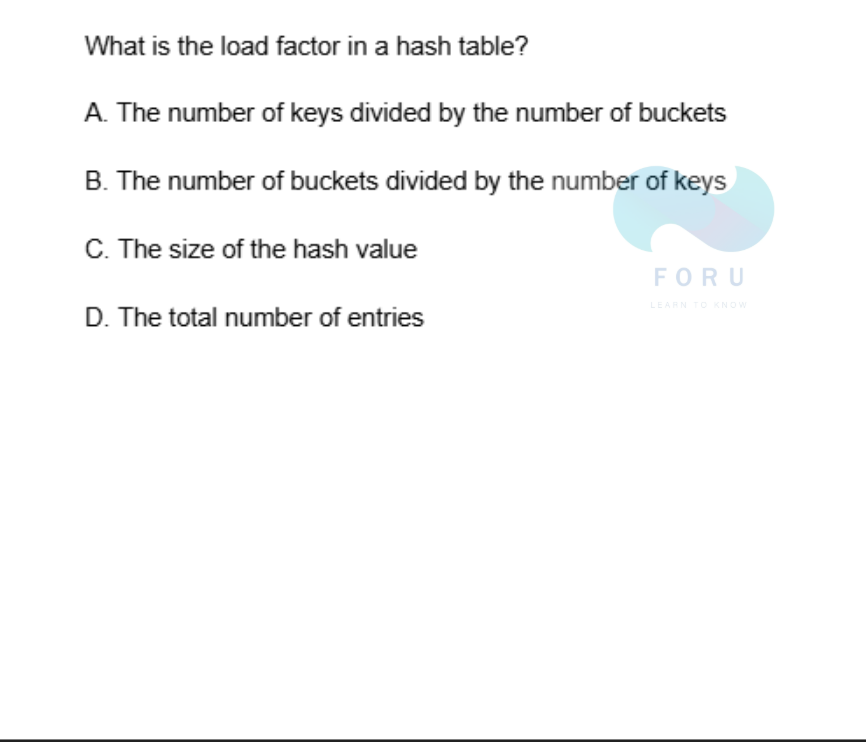 What is the load factor in a hash table?
A. The number of keys divided by the number of buckets
B. The number of buckets divided by the number of keys
C. The size of the hash value
FORU
LEARN TO KNOW
D. The total number of entries